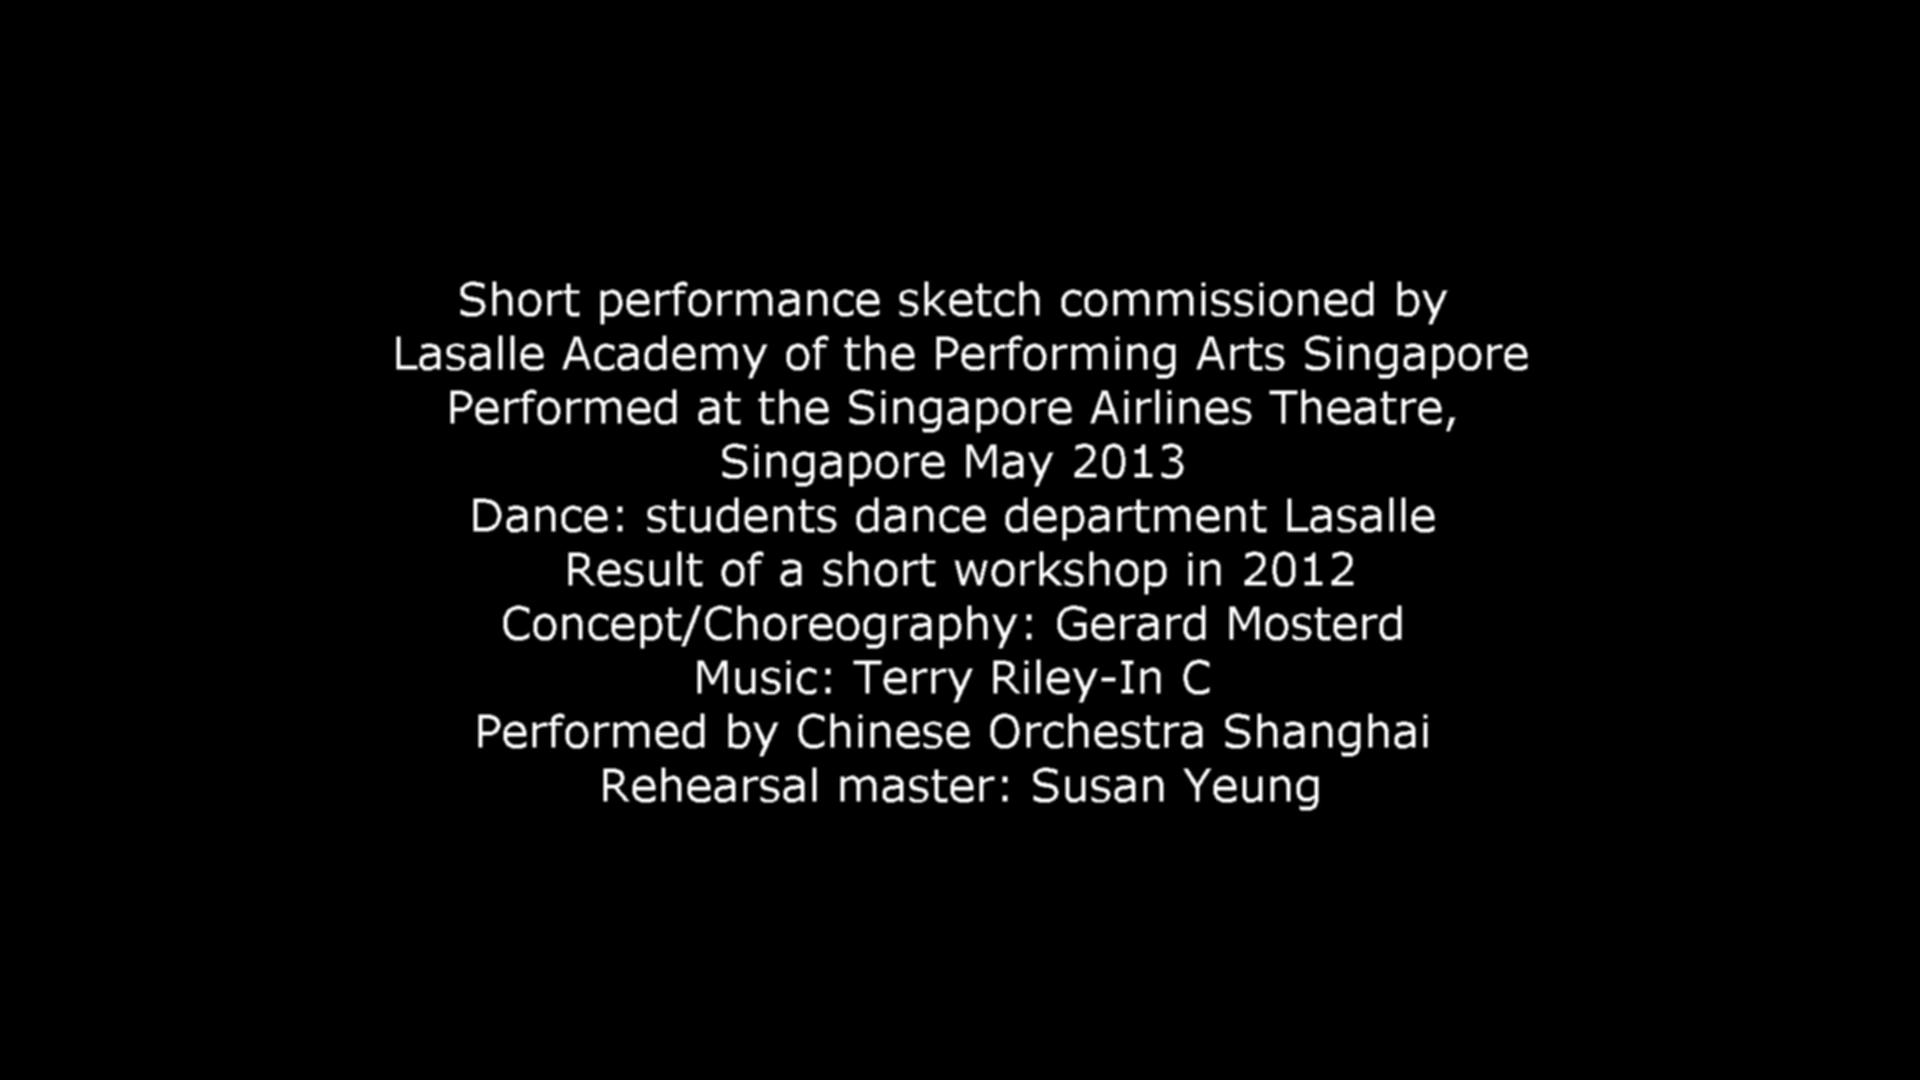 Short performance sketch commissioned by
Lasalle Academy of the Performing Arts Singapore
Performed at the Singapore Airlines Theatre,
Singapore May 2013
Dance: students dance department Lasalle
Result of a short workshop in 2012
Concept/Choreography: Gerard Mosterd
Music: Terry Riley-In C
Performed by Chinese Orchestra Shanghai
Rehearsal master: Susan Yeung